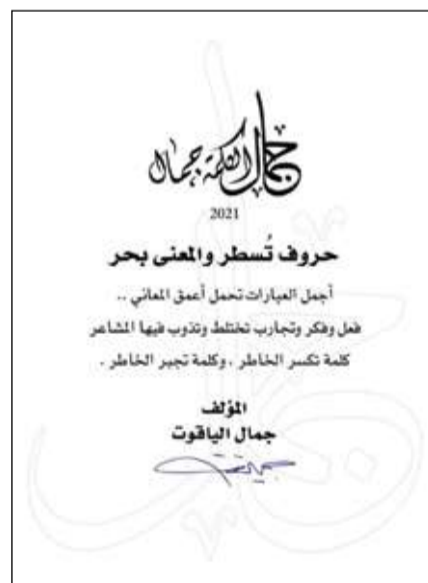 جمال الكلمة جمال
2021
حروف تُسطر والمعنى بحر
أجمل العبارات تحمل أعمق المعاني ..
فعل وفكر وتجارب تختلط وتذوب فيها المشاعر
كلمة تكسر الخاطر ، وكلمة تجبر الخاطر .
المؤلف
جمال الياقوت